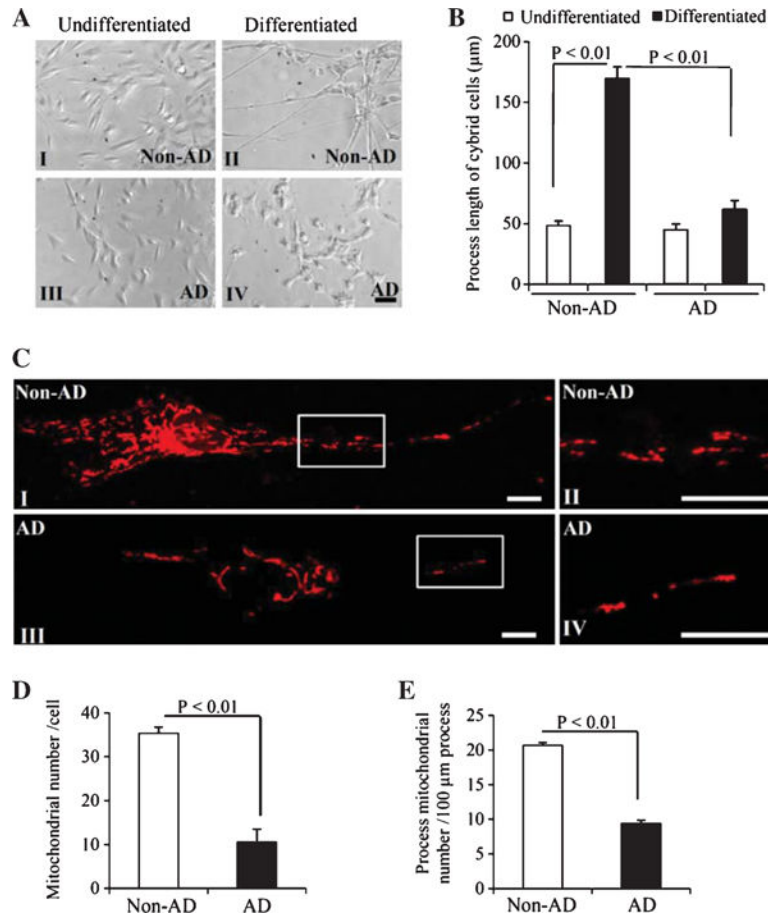 A
Undifferentiated Differentiated
I Non-AD
II Non-AD
III AD
IV AD
B
Undifferentiated Differentiated
Process length of cybrid cells (µm)
200
150
100
50
0
P < 0.01
P < 0.01
Non-AD AD
C
Non-AD
I
Non-AD
II
AD
III
AD
IV
D
Mitochondrial number /cell
40
30
20
10
0
P < 0.01
Non-AD AD
E
Process mitochondrial
number /100 µm process
25
20
15
10
5
0
P < 0.01
Non-AD AD